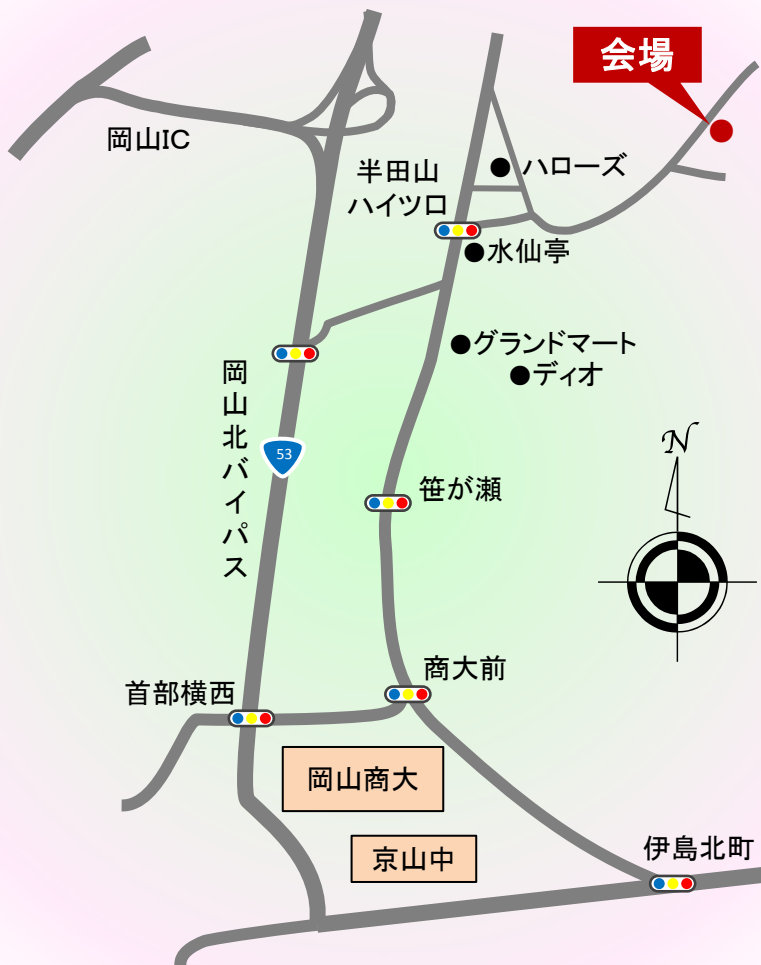 会場
岡山IC
半田山
ハイツ口
ハローズ
水仙亭
グランドマート
ディオ
岡山北バイパス
53
N
笹が瀬
商大前
首部横西
岡山商大
京山中
伊島北町